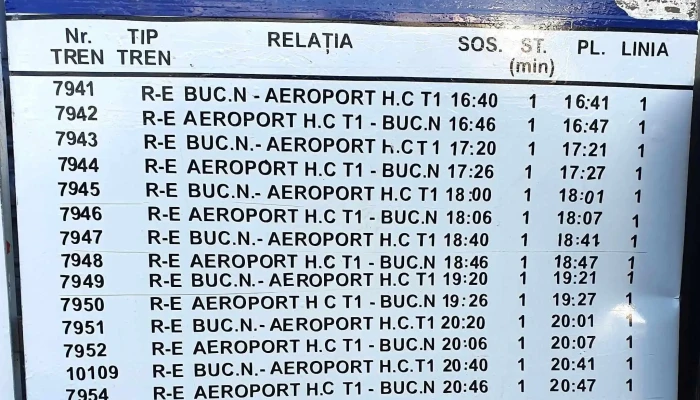 Nr. TREN TIP TREN RELAȚIA SOS. ST. (min) PL. LINIA
7941 R-E BUC.N - AEROPORT H.C T1 16:40 1 16:41 1
7942 R-E AEROPORT H.C T1 - BUC.N 16:46 1 16:47 1
7943 R-E BUC.N.- AEROPORT H.C T1 17:20 1 17:21 1
7944 R-E AEROPORT H.C T1 - BUC.N 17:26 1 17:27 1
7945 R-E BUC.N.- AEROPORT H.C T1 18:00 1 18:01 1
7946 R-E AEROPORT H.C T1 - BUC.N 18:06 1 18:07 1
7947 R-E BUC.N.- AEROPORT H.C T1 18:40 1 18:41 1
7948 R-E AEROPORT H.C T1 - BUC.N 18:46 1 18:47 1
7949 R-E BUC.N.- AEROPORT H.C T1 19:20 1 19:21 1
7950 R-E AEROPORT H C T1 - BUC.N 19:26 1 19:27 1
7951 R-E BUC.N.- AEROPORT H.C.T1 20:20 1 20:01 1
7952 R-E AEROPORT H.C T1 - BUC.N 20:06 1 20:07 1
10109 R-E BUC.N.- AEROPORT H.C T1 20:40 1 20:41 1
7954 R-E AEROPORT H.C T1 - BUC.N 20:46 1 20:47 1